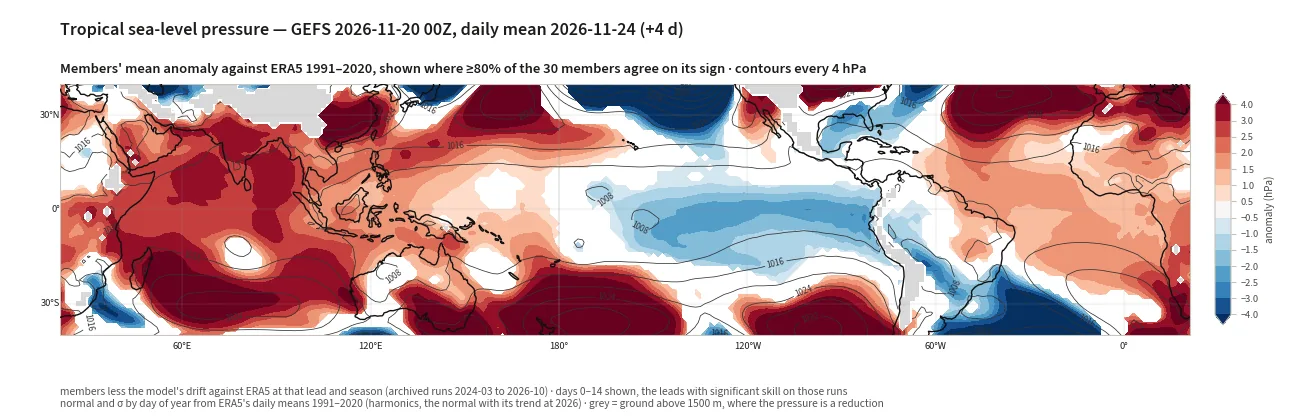 Tropical sea-level pressure — GEFS 2026-11-20 00Z, daily mean 2026-11-24 (+4 d)
Members' mean anomaly against ERA5 1991–2020, shown where ≥80% of the 30 members agree on its sign · contours every 4 hPa
30°N
0°
30°S
60°E
120°E
180°
120°W
60°W
0°
1016
1016
1016
1016
1016
1016
1016
1008
1008
1008
1016
1024
1016
4.0
3.0
2.5
2.0
1.5
1.0
0.5
−0.5
−1.0
−1.5
−2.0
−2.5
−3.0
−4.0
anomaly (hPa)
members less the model's drift against ERA5 at that lead and season (archived runs 2024-03 to 2026-10) · days 0–14 shown, the leads with significant skill on those runs
normal and σ by day of year from ERA5's daily means 1991–2020 (harmonics, the normal with its trend at 2026) · grey = ground above 1500 m, where the pressure is a reduction